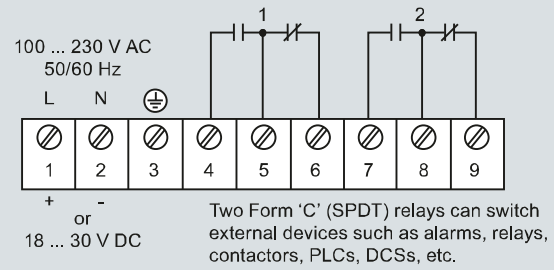 1 2
100 ... 230 V AC
50/60 Hz
L N
1 2 3 4 5 6 7 8 9
+ -
or
18 ... 30 V DC
Two Form ‘C’ (SPDT) relays can switch
external devices such as alarms, relays,
contactors, PLCs, DCSs, etc.